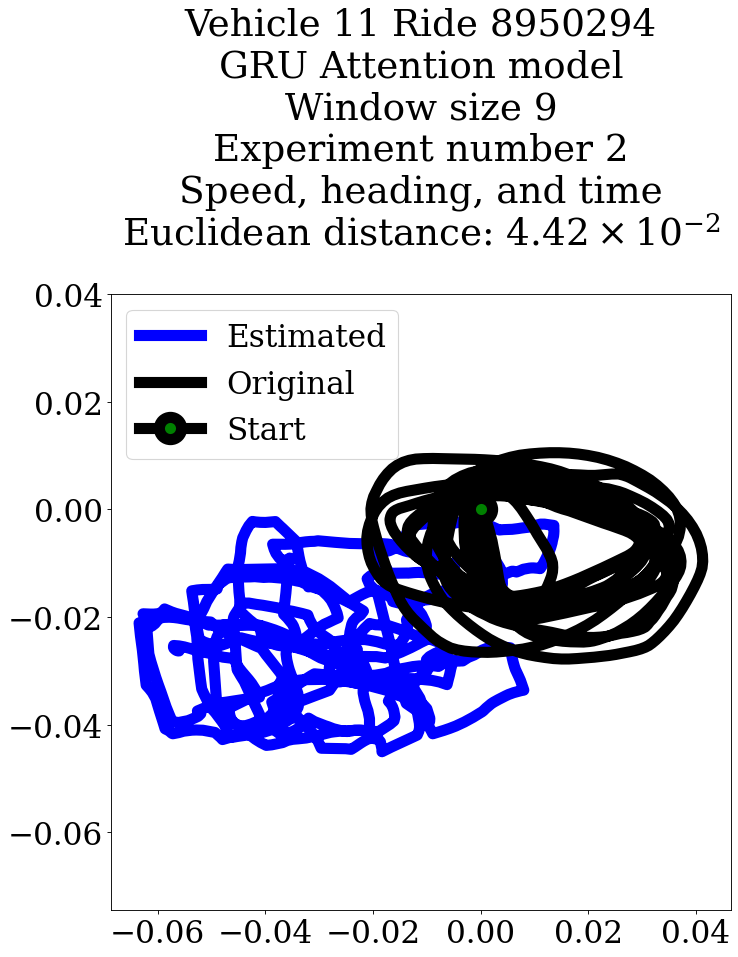 Vehicle 11 Ride 8950294
GRU Attention model
Window size 9
Experiment number 2
Speed, heading, and time
Euclidean distance: 4.42 × 10⁻²
0.04
Estimated
0.02
Original
Start
0.00
−0.02
−0.04
−0.06
−0.06 −0.04 −0.02 0.00 0.02 0.04